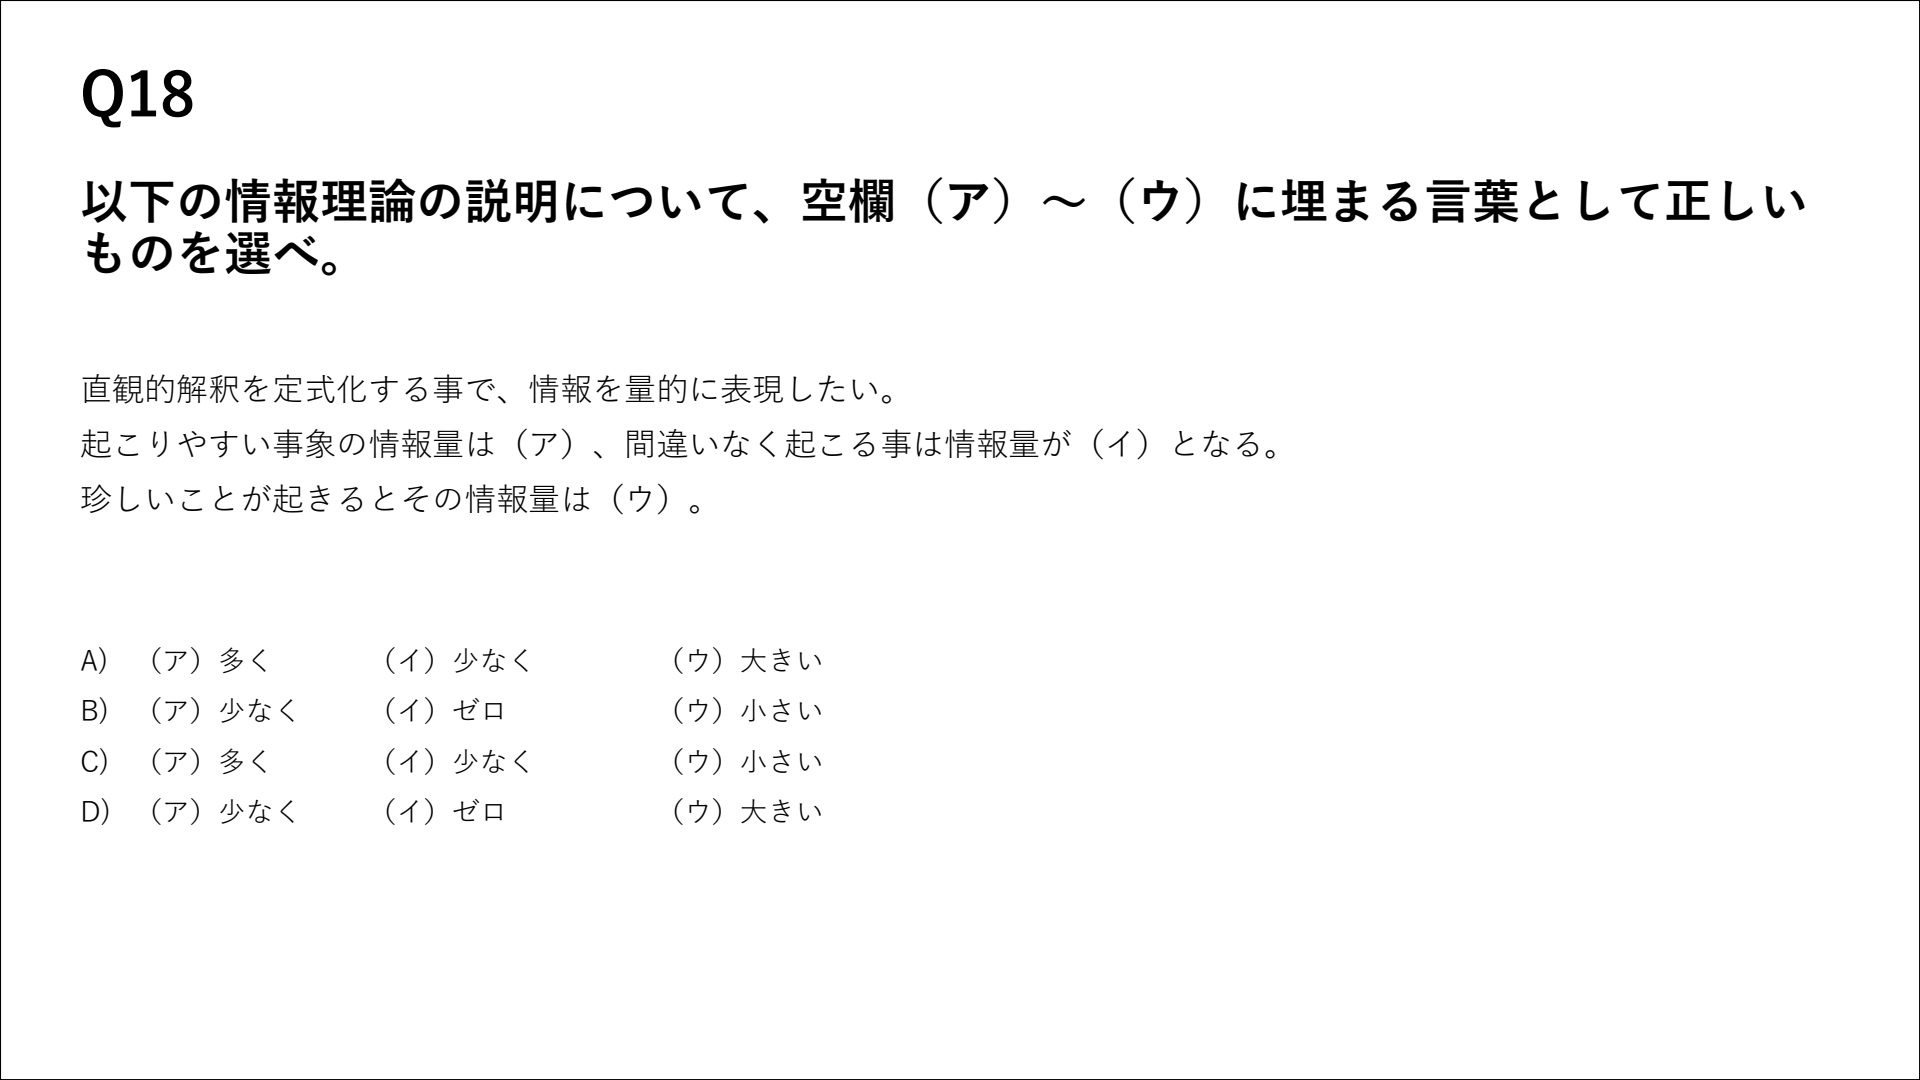 Q18
以下の情報理論の説明について、空欄（ア）～（ウ）に埋まる言葉として正しい
ものを選べ。
直観的解釈を定式化する事で、情報を量的に表現したい。
起こりやすい事象の情報量は（ア）、間違いなく起こる事は情報量が（イ）となる。
珍しいことが起きるとその情報量は（ウ）。
A) （ア）多く （イ）少なく （ウ）大きい
B) （ア）少なく （イ）ゼロ （ウ）小さい
C) （ア）多く （イ）少なく （ウ）小さい
D) （ア）少なく （イ）ゼロ （ウ）大きい